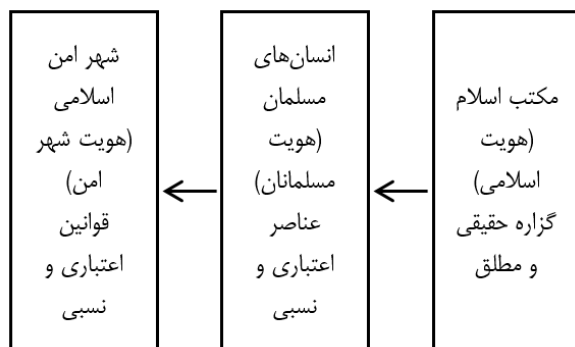 مکتب اسلام
(هویت
اسلامی)
گزاره حقیقی
و مطلق
انسان‌های
مسلمان
(هویت
مسلمانان)
عناصر
اعتباری و
نسبی
شهر امن
اسلامی
(هویت شهر
امن)
قوانین
اعتباری و
نسبی